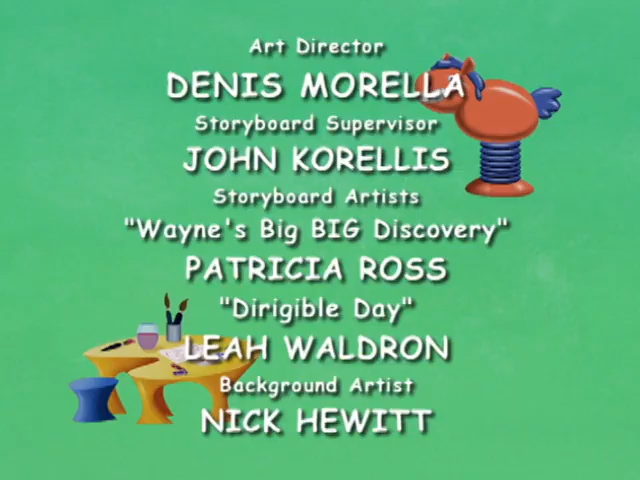 Art Director
DENIS MORELLA
Storyboard Supervisor
JOHN KORELLIS
Storyboard Artists
"Wayne's Big BIG Discovery"
PATRICIA ROSS
"Dirigible Day"
LEAH WALDRON
Background Artist
NICK HEWITT